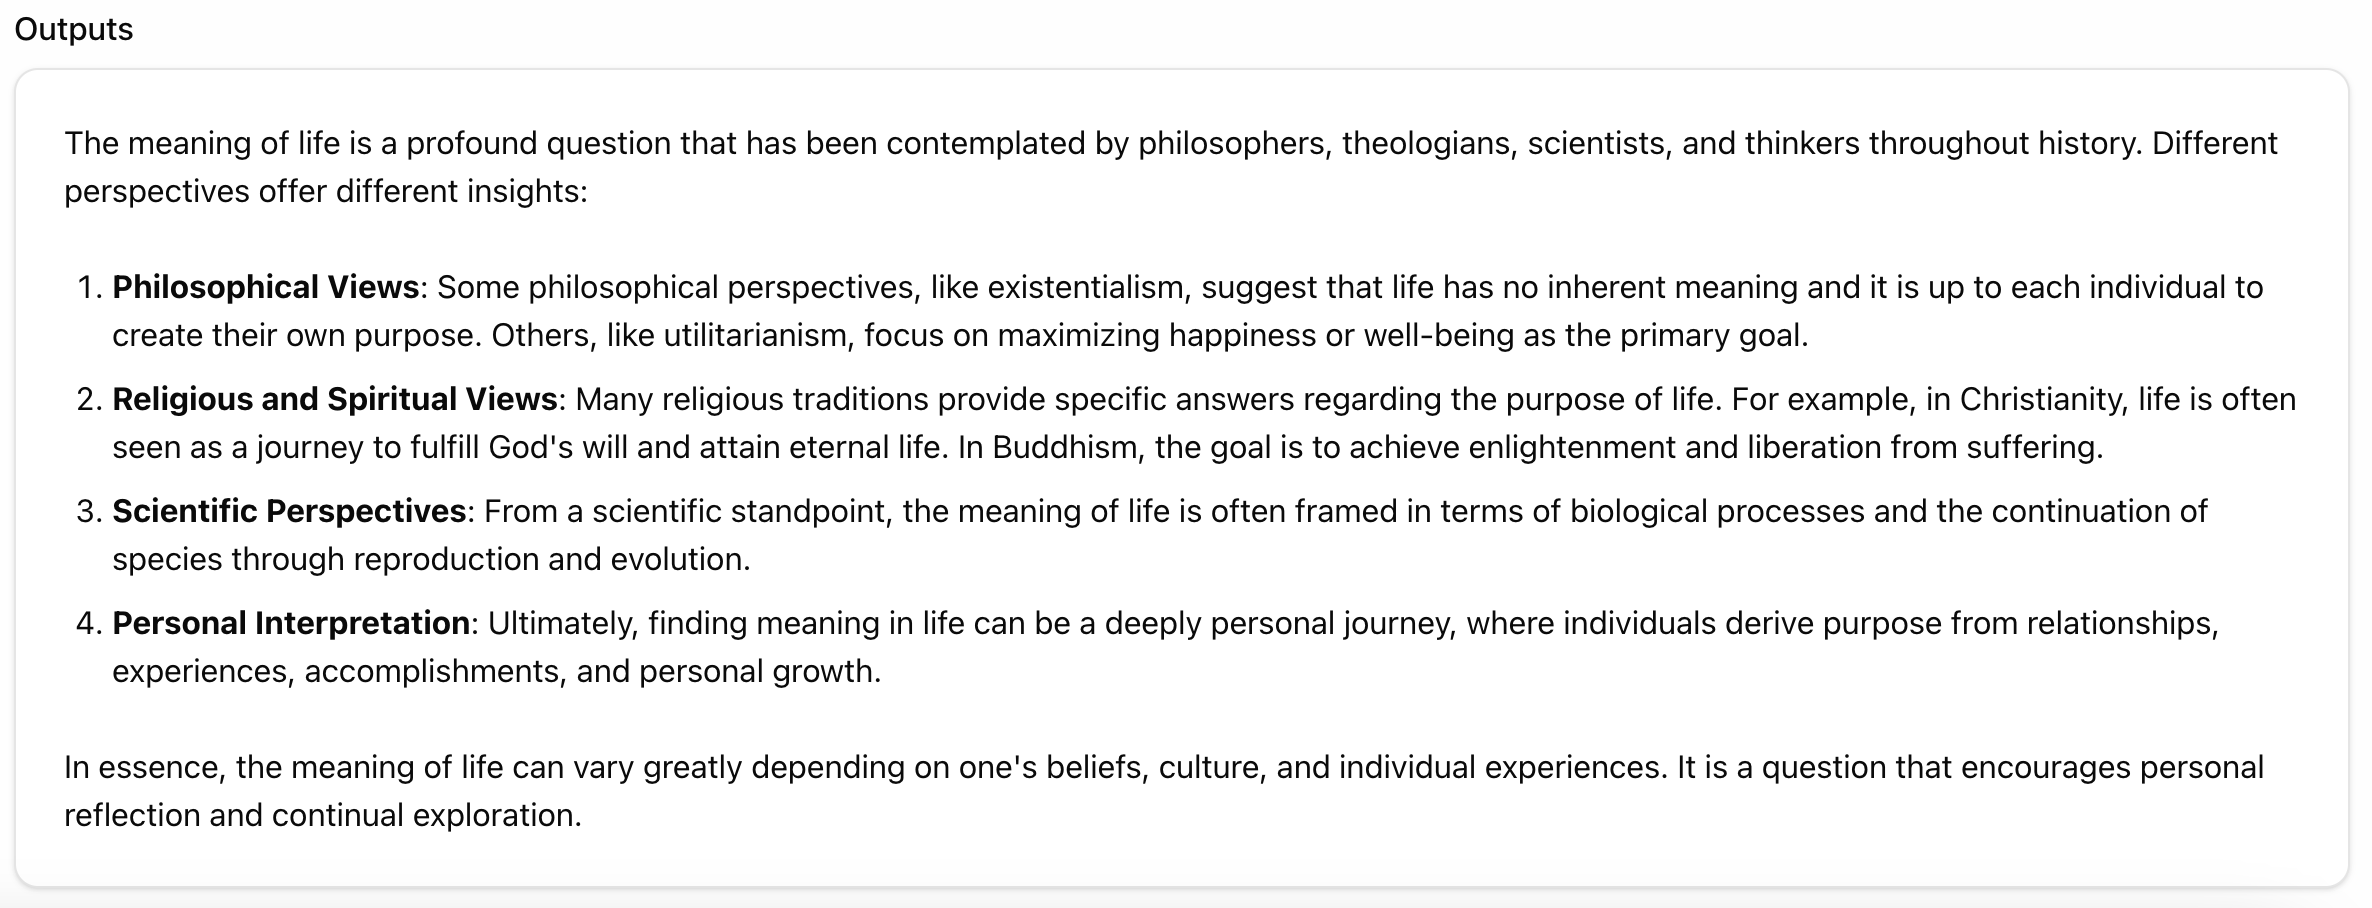 Outputs
The meaning of life is a profound question that has been contemplated by philosophers, theologians, scientists, and thinkers throughout history. Different
perspectives offer different insights:
1. Philosophical Views: Some philosophical perspectives, like existentialism, suggest that life has no inherent meaning and it is up to each individual to
create their own purpose. Others, like utilitarianism, focus on maximizing happiness or well-being as the primary goal.
2. Religious and Spiritual Views: Many religious traditions provide specific answers regarding the purpose of life. For example, in Christianity, life is often
seen as a journey to fulfill God's will and attain eternal life. In Buddhism, the goal is to achieve enlightenment and liberation from suffering.
3. Scientific Perspectives: From a scientific standpoint, the meaning of life is often framed in terms of biological processes and the continuation of
species through reproduction and evolution.
4. Personal Interpretation: Ultimately, finding meaning in life can be a deeply personal journey, where individuals derive purpose from relationships,
experiences, accomplishments, and personal growth.
In essence, the meaning of life can vary greatly depending on one's beliefs, culture, and individual experiences. It is a question that encourages personal
reflection and continual exploration.